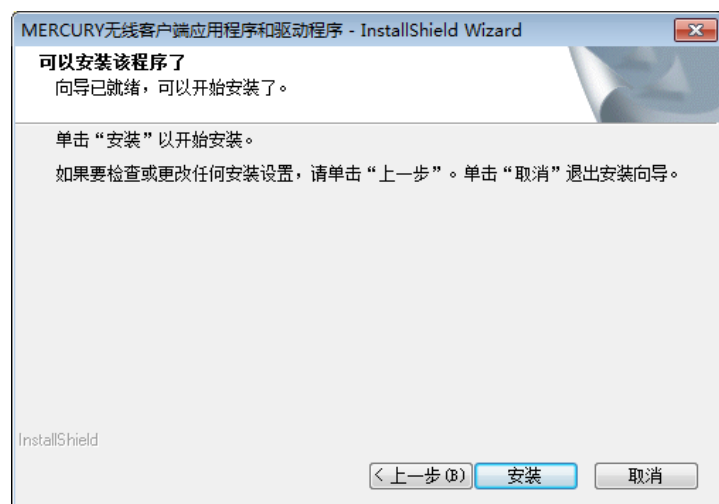 MERCURY无线客户端应用程序和驱动程序 - InstallShield Wizard
可以安装该程序了
向导已就绪，可以开始安装了。
单击“安装”以开始安装。
如果要检查或更改任何安装设置，请单击“上一步”。单击“取消”退出安装向导。
InstallShield
< 上一步(B) 安装 取消